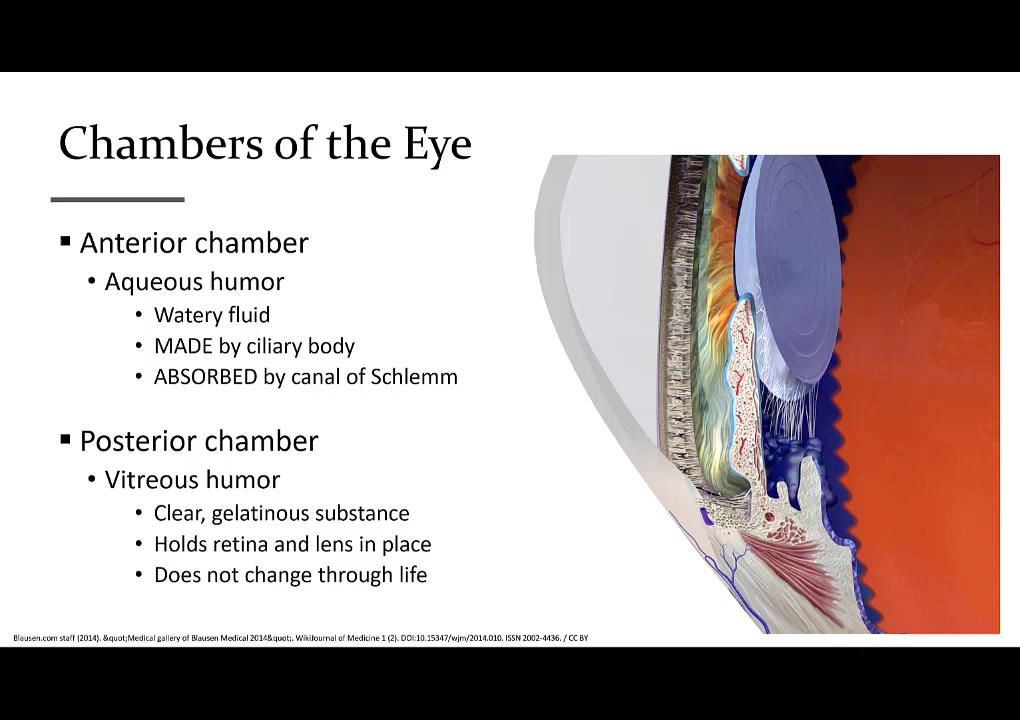 Chambers of the Eye
▪ Anterior chamber
• Aqueous humor
• Watery fluid
• MADE by ciliary body
• ABSORBED by canal of Schlemm
▪ Posterior chamber
• Vitreous humor
• Clear, gelatinous substance
• Holds retina and lens in place
• Does not change through life
Blausen.com staff (2014). &quot;Medical gallery of Blausen Medical 2014&quot;. WikiJournal of Medicine 1 (2). DOI:10.15347/wjm/2014.010. ISSN 2002-4436. / CC BY